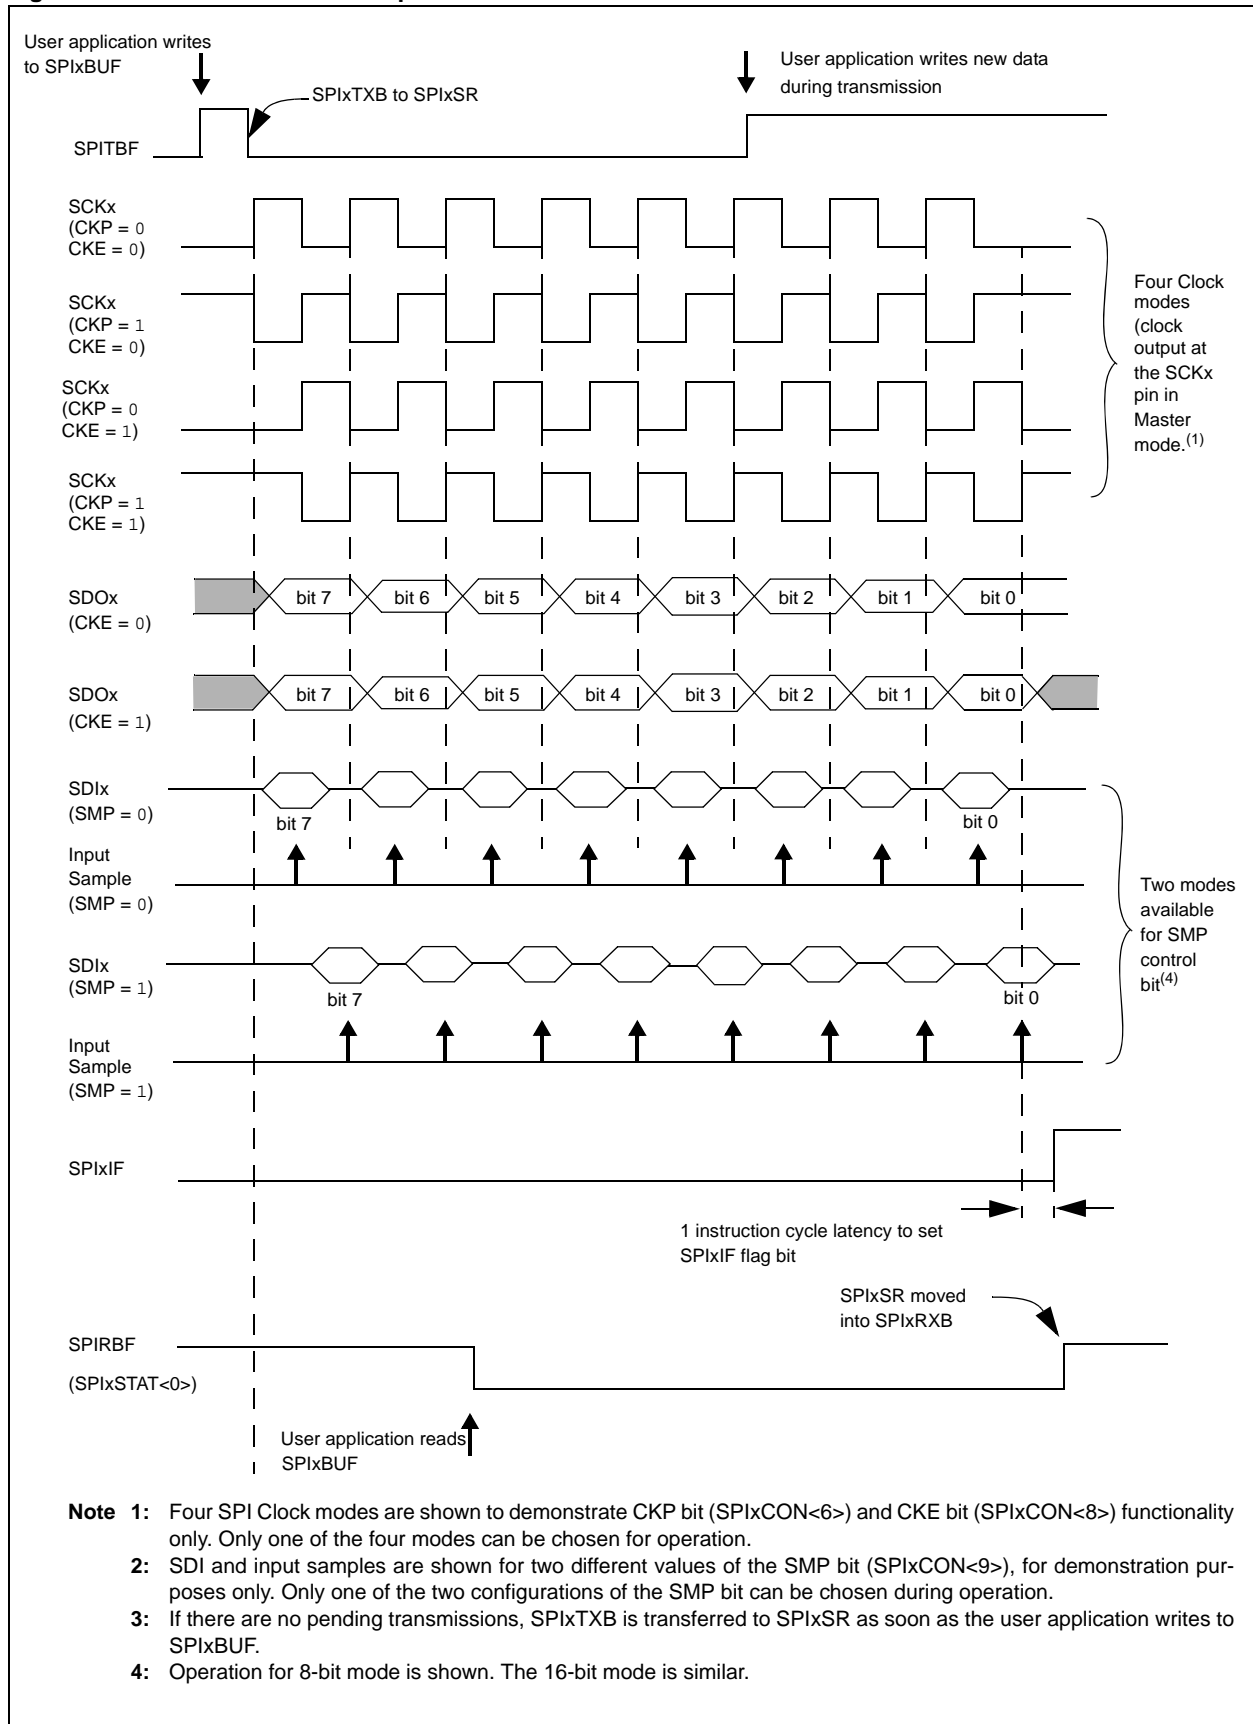 User application writes
to SPIxBUF
User application writes new data
during transmission
SPIxTXB to SPIxSR
SPITBF
SCKx
(CKP = 0
CKE = 0)
SCKx
(CKP = 1
CKE = 0)
SCKx
(CKP = 0
CKE = 1)
SCKx
(CKP = 1
CKE = 1)
Four Clock
modes
(clock
output at
the SCKx
pin in
Master
mode.(1)
SDOx
(CKE = 0)
bit 7 bit 6 bit 5 bit 4 bit 3 bit 2 bit 1 bit 0
SDOx
(CKE = 1)
bit 7 bit 6 bit 5 bit 4 bit 3 bit 2 bit 1 bit 0
SDIx
(SMP = 0)
bit 7 bit 0
Input
Sample
(SMP = 0)
SDIx
(SMP = 1)
bit 7 bit 0
Input
Sample
(SMP = 1)
Two modes
available
for SMP
control
bit(4)
SPIxIF
1 instruction cycle latency to set
SPIxIF flag bit
SPIxSR moved
into SPIxRXB
SPIRBF
(SPIxSTAT<0>)
User application reads
SPIxBUF
Note 1: Four SPI Clock modes are shown to demonstrate CKP bit (SPIxCON<6>) and CKE bit (SPIxCON<8>) functionality
only. Only one of the four modes can be chosen for operation.
2: SDI and input samples are shown for two different values of the SMP bit (SPIxCON<9>), for demonstration pur-
poses only. Only one of the two configurations of the SMP bit can be chosen during operation.
3: If there are no pending transmissions, SPIxTXB is transferred to SPIxSR as soon as the user application writes to
SPIxBUF.
4: Operation for 8-bit mode is shown. The 16-bit mode is similar.